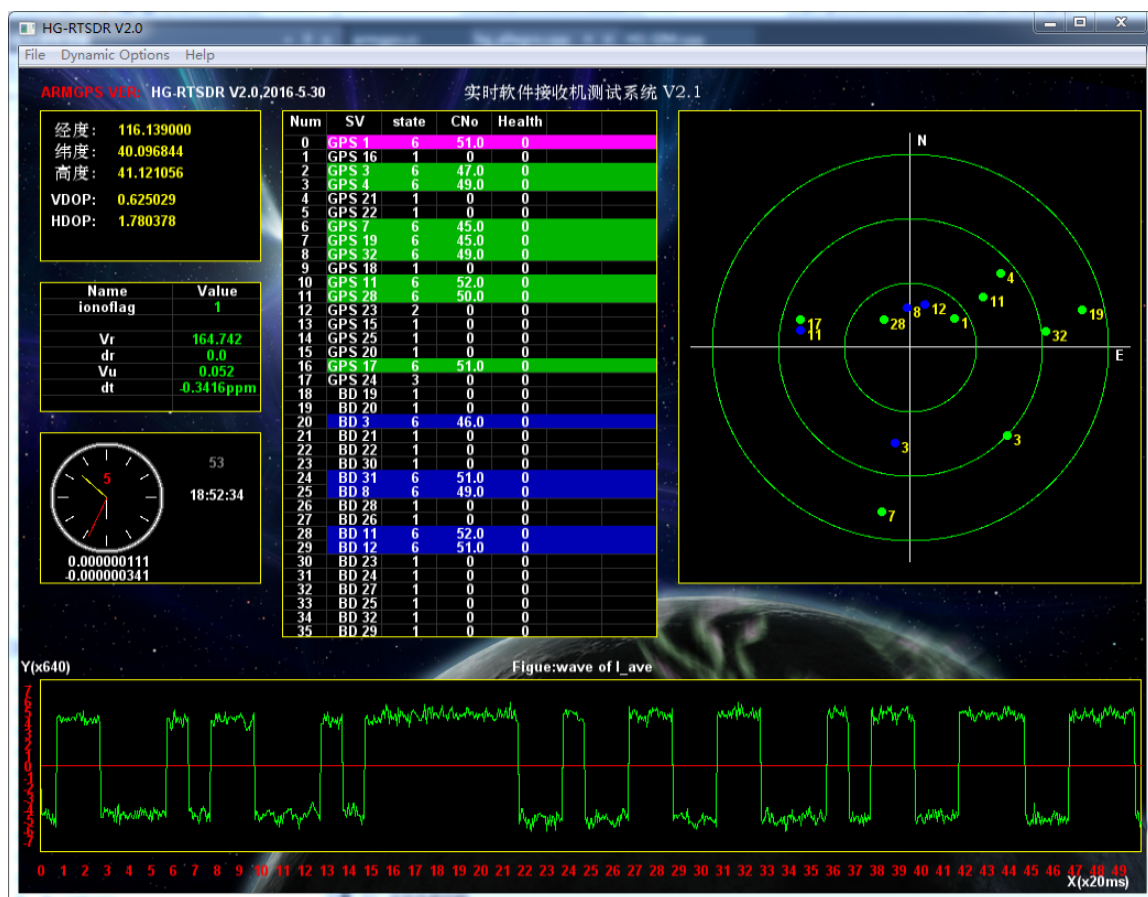 HG-RTSDR V2.0
File Dynamic Options Help
ARMGPS VER: HG-RTSDR V2.0,2016-5-30
实时软件接收机测试系统 V2.1
经度: 116.139000
纬度: 40.096844
高度: 41.121056
VDOP: 0.625029
HDOP: 1.780378
Name Value
ionoflag 1
Vr 164.742
dr 0.0
Vu 0.052
dt -0.3416ppm
5
53
18:52:34
0.000000111
-0.000000341
Num SV state CNo Health
0 GPS 1 6 51.0 0
1 GPS 16 1 0 0
2 GPS 3 6 47.0 0
3 GPS 4 6 49.0 0
4 GPS 21 1 0 0
5 GPS 22 1 0 0
6 GPS 7 6 45.0 0
7 GPS 19 6 45.0 0
8 GPS 32 6 49.0 0
9 GPS 18 1 0 0
10 GPS 11 6 52.0 0
11 GPS 28 6 50.0 0
12 GPS 23 2 0 0
13 GPS 15 1 0 0
14 GPS 25 1 0 0
15 GPS 20 1 0 0
16 GPS 17 6 51.0 0
17 GPS 24 3 0 0
18 BD 19 1 0 0
19 BD 20 1 0 0
20 BD 3 6 46.0 0
21 BD 21 1 0 0
22 BD 22 1 0 0
23 BD 30 1 0 0
24 BD 31 6 51.0 0
25 BD 8 6 49.0 0
26 BD 28 1 0 0
27 BD 26 1 0 0
28 BD 11 6 52.0 0
29 BD 12 6 51.0 0
30 BD 23 1 0 0
31 BD 24 1 0 0
32 BD 27 1 0 0
33 BD 25 1 0 0
34 BD 32 1 0 0
35 BD 29 1 0 0
N
4
11
12
8
19
17
28
1
11
32
E
3
3
7
Y(x640)
Figue:wave of I_ave
7
6
5
4
3
2
1
0
-1
-2
-3
-4
-5
-6
-7
0 1 2 3 4 5 6 7 8 9 10 11 12 13 14 15 16 17 18 19 20 21 22 23 24 25 26 27 28 29 30 31 32 33 34 35 36 37 38 39 40 41 42 43 44 45 46 47 48 49
X(x20ms)